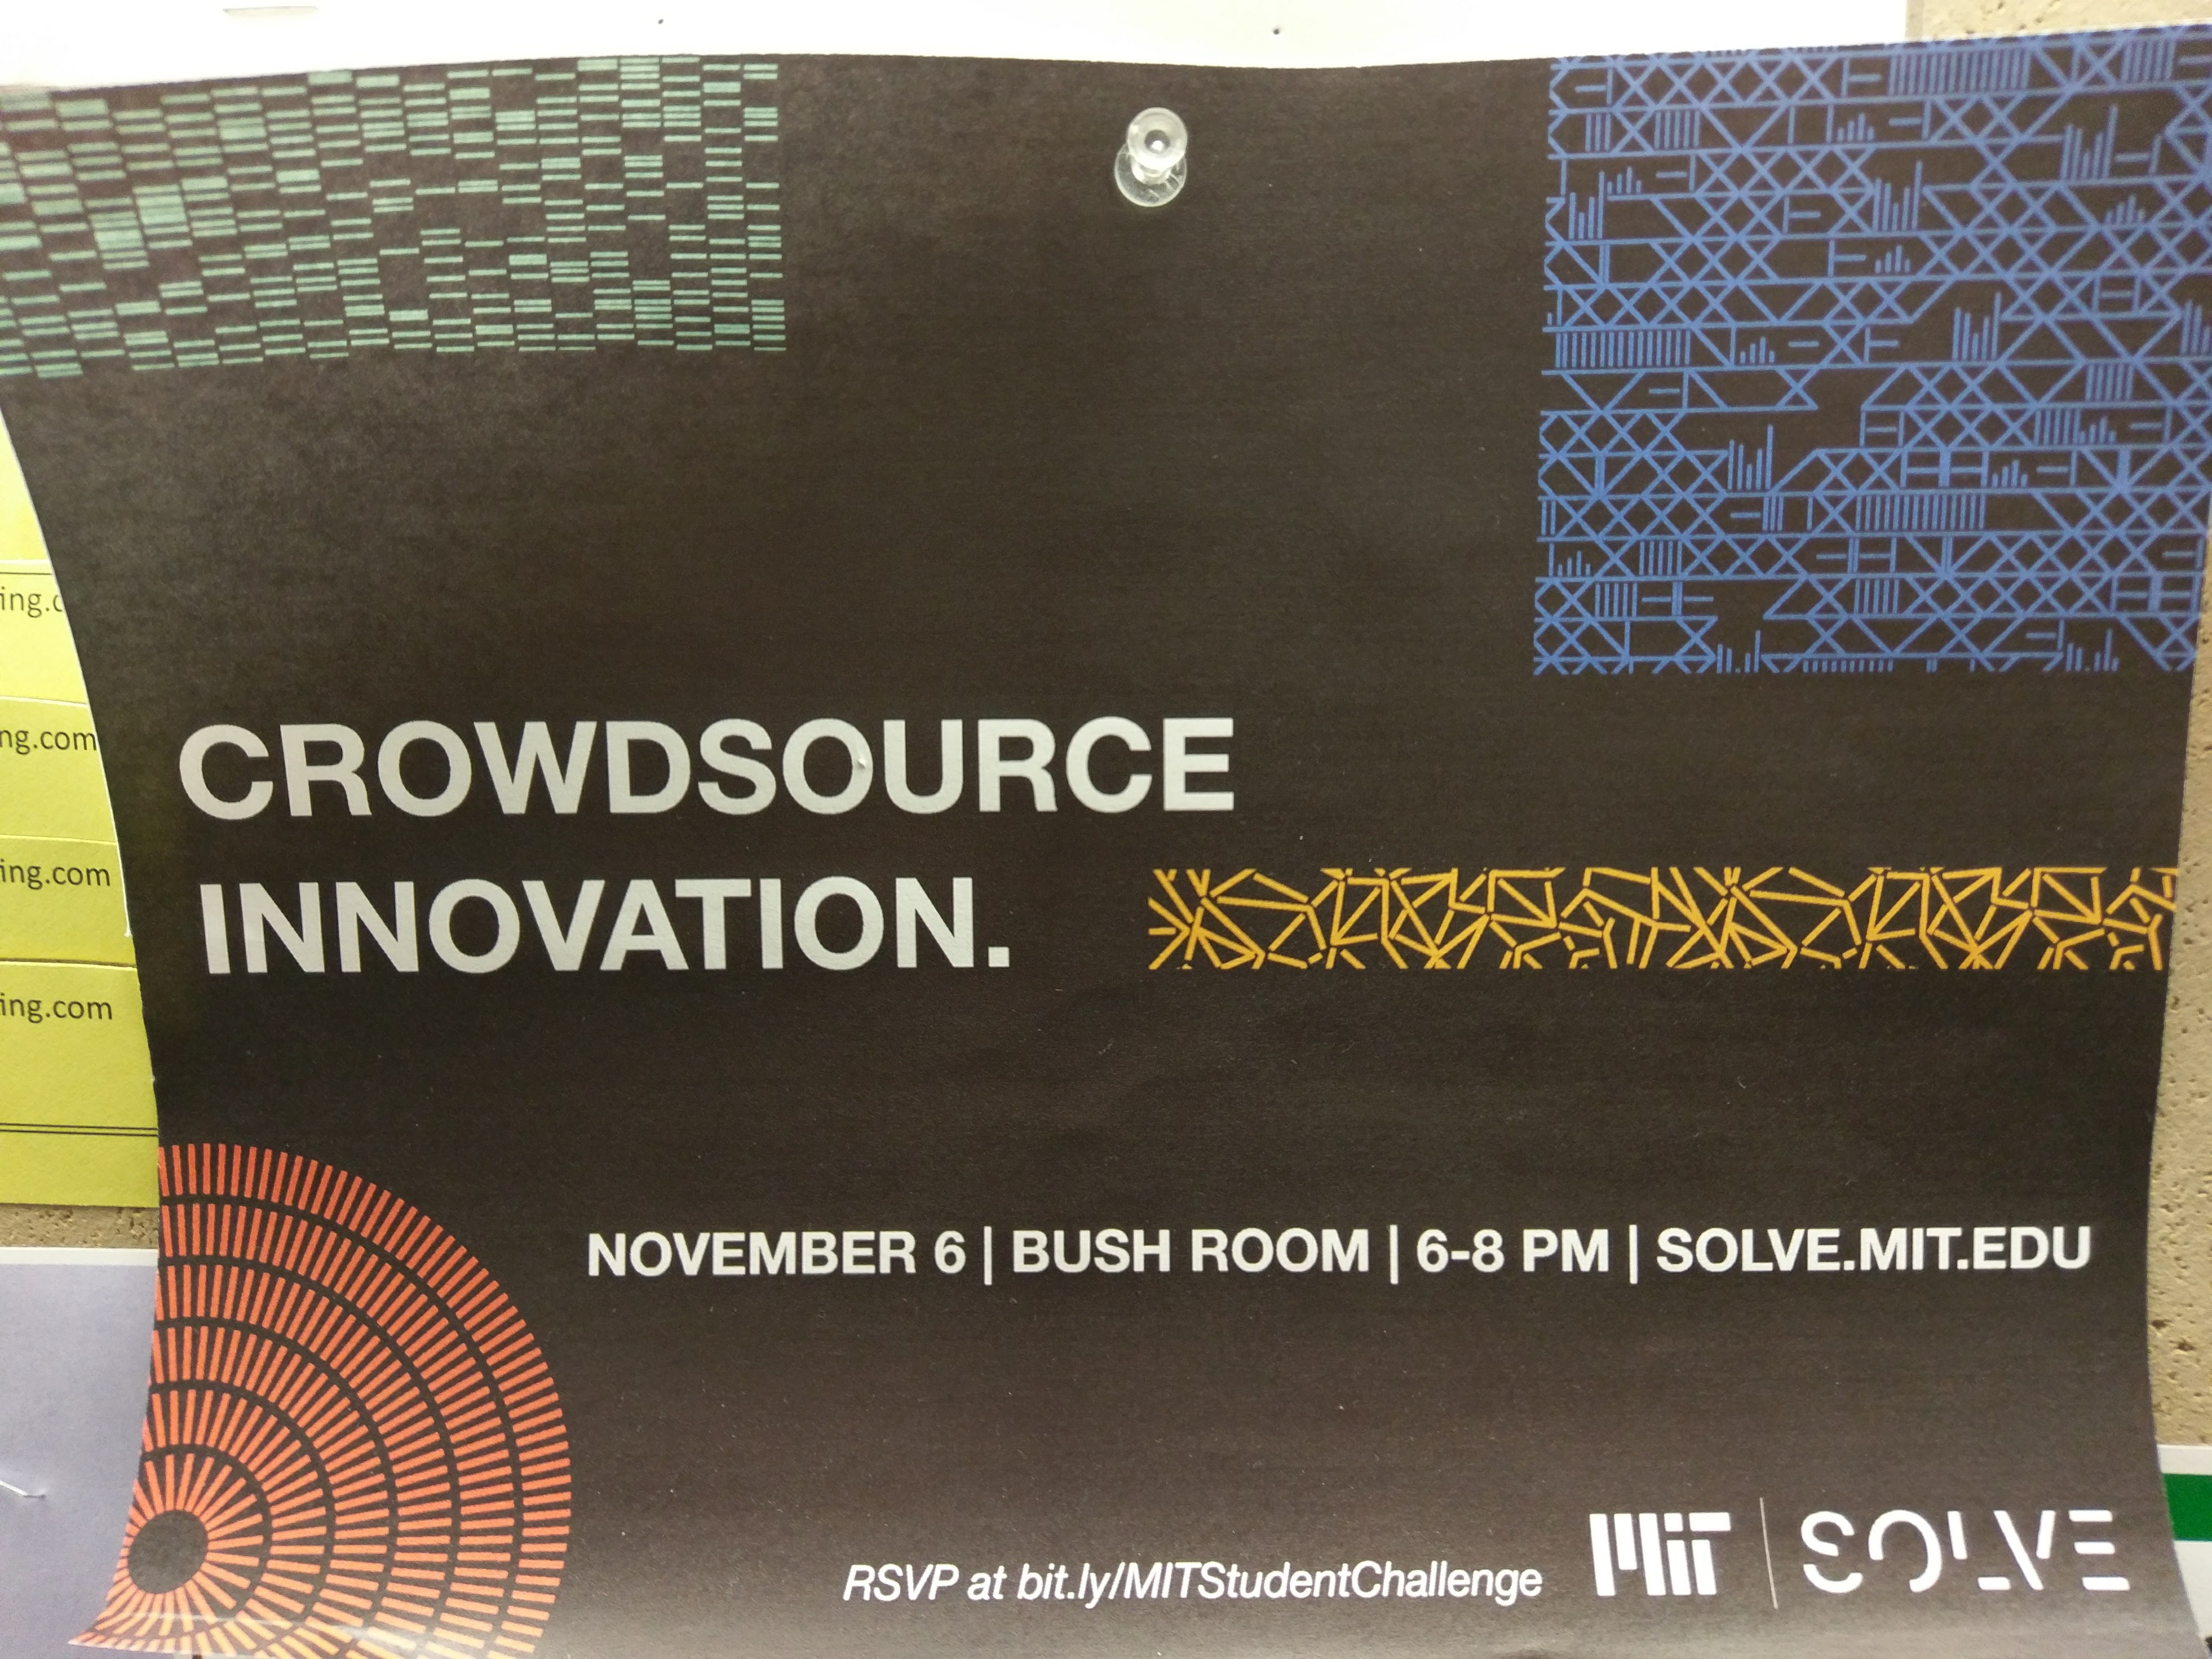 CROWDSOURCE
INNOVATION.
NOVEMBER 6 | BUSH ROOM | 6-8 PM | SOLVE.MIT.EDU
RSVP at bit.ly/MITStudentChallenge
MIT | SOLVE
ing.c
ng.com
ing.com
ing.com